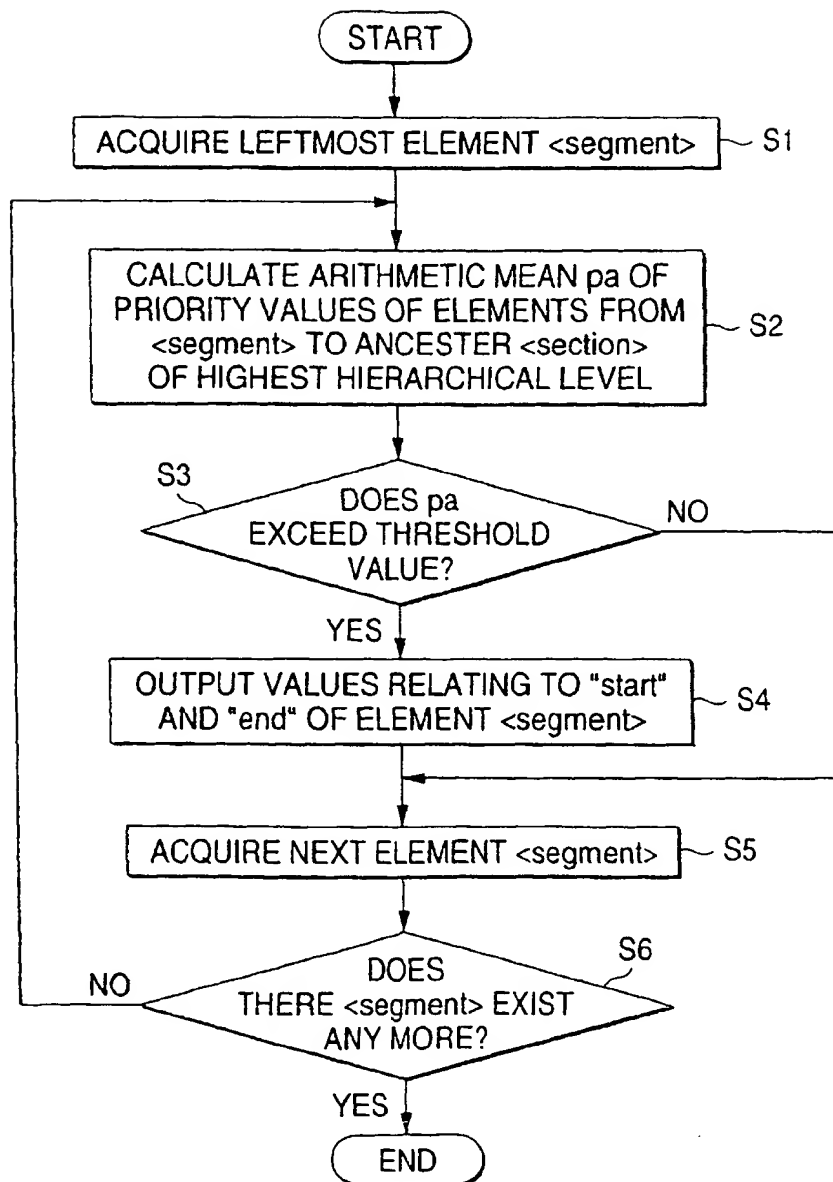 START
ACQUIRE LEFTMOST ELEMENT <segment>
S1
CALCULATE ARITHMETIC MEAN pa OF
PRIORITY VALUES OF ELEMENTS FROM
<segment> TO ANCESTER <section>
OF HIGHEST HIERARCHICAL LEVEL
S2
S3
DOES pa
EXCEED THRESHOLD
VALUE?
NO
YES
OUTPUT VALUES RELATING TO "start"
AND "end" OF ELEMENT <segment>
S4
ACQUIRE NEXT ELEMENT <segment>
S5
S6
DOES
THERE <segment> EXIST
ANY MORE?
NO
YES
END